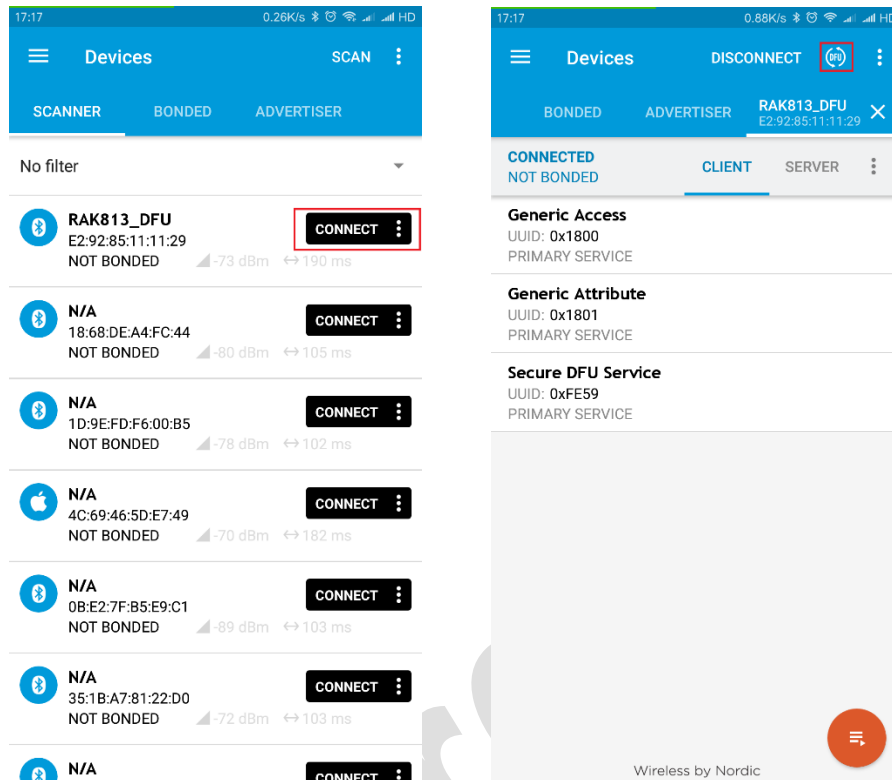 17:17 0.26K/s HD
Devices SCAN
SCANNER BONDED ADVERTISER
No filter
RAK813_DFU
E2:92:85:11:11:29
NOT BONDED -73 dBm 190 ms
CONNECT
N/A
18:68:DE:A4:FC:44
NOT BONDED -80 dBm 105 ms
CONNECT
N/A
1D:9E:FD:F6:00:B5
NOT BONDED -78 dBm 102 ms
CONNECT
N/A
4C:69:46:5D:E7:49
NOT BONDED -70 dBm 182 ms
CONNECT
N/A
0B:E2:7F:B5:E9:C1
NOT BONDED -89 dBm 103 ms
CONNECT
N/A
35:1B:A7:81:22:D0
NOT BONDED -72 dBm 103 ms
CONNECT
N/A
CONNECT
17:17 0.88K/s HD
Devices DISCONNECT DFU
BONDED ADVERTISER RAK813_DFU
E2:92:85:11:11:29
CONNECTED
NOT BONDED
CLIENT SERVER
Generic Access
UUID: 0x1800
PRIMARY SERVICE
Generic Attribute
UUID: 0x1801
PRIMARY SERVICE
Secure DFU Service
UUID: 0xFE59
PRIMARY SERVICE
Wireless by Nordic